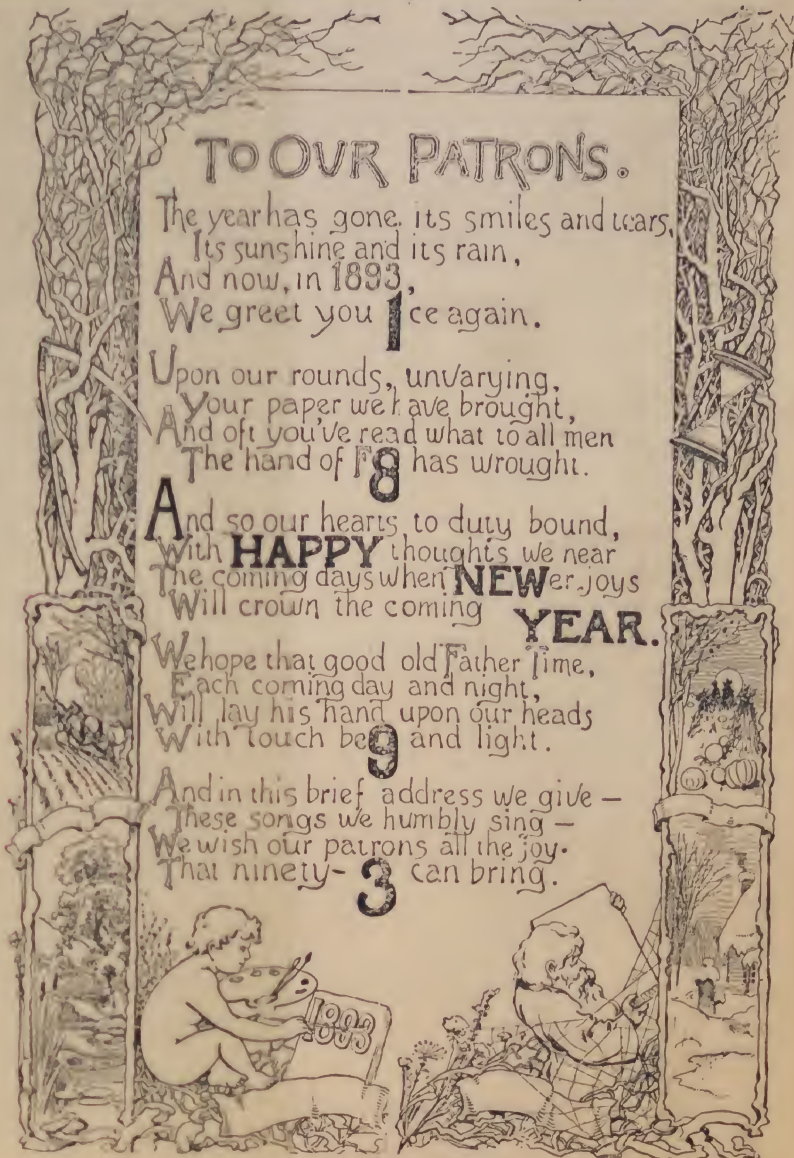 TO OUR PATRONS.
The year has gone, its smiles and tears,
Its sunshine and its rain,
And now, in 1893,
We greet you 1ce again.
Upon our rounds, unvarying,
Your paper we have brought,
And oft you've read what to all men
The hand of F8 has wrought.
And so our hearts, to duty bound,
With HAPPY thoughts we near
The coming days when NEWer joys
Will crown the coming YEAR.
We hope that good old Father Time,
Each coming day and night,
Will lay his hand upon our heads
With touch be9 and light.
And in this brief address we give —
These songs we humbly sing —
We wish our patrons all the joy.
That ninety-3 can bring.
1893